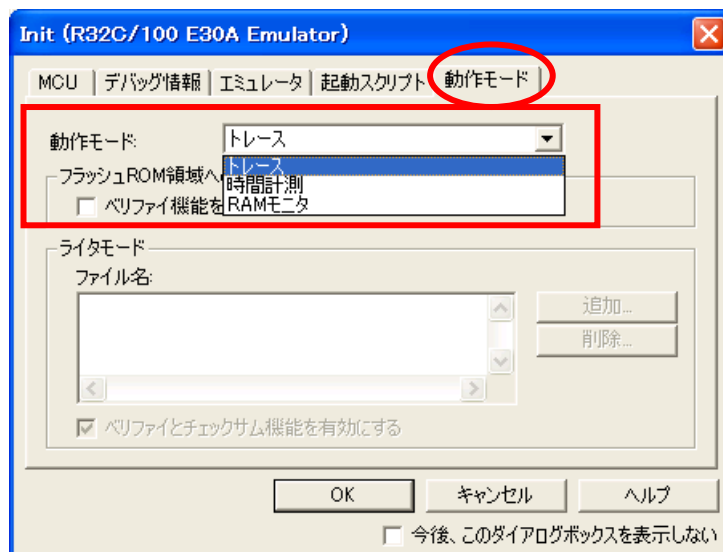 Init (R32C/100 E30A Emulator)
MCU デバッグ情報 エミュレータ 起動スクリプト 動作モード
動作モード: トレース
トレース
フラッシュROM領域へ
時間計測
ベリファイ機能を RAMモニタ
ライタモード
ファイル名:
追加...
削除...
ベリファイとチェックサム機能を有効にする
OK キャンセル ヘルプ
今後、このダイアログボックスを表示しない